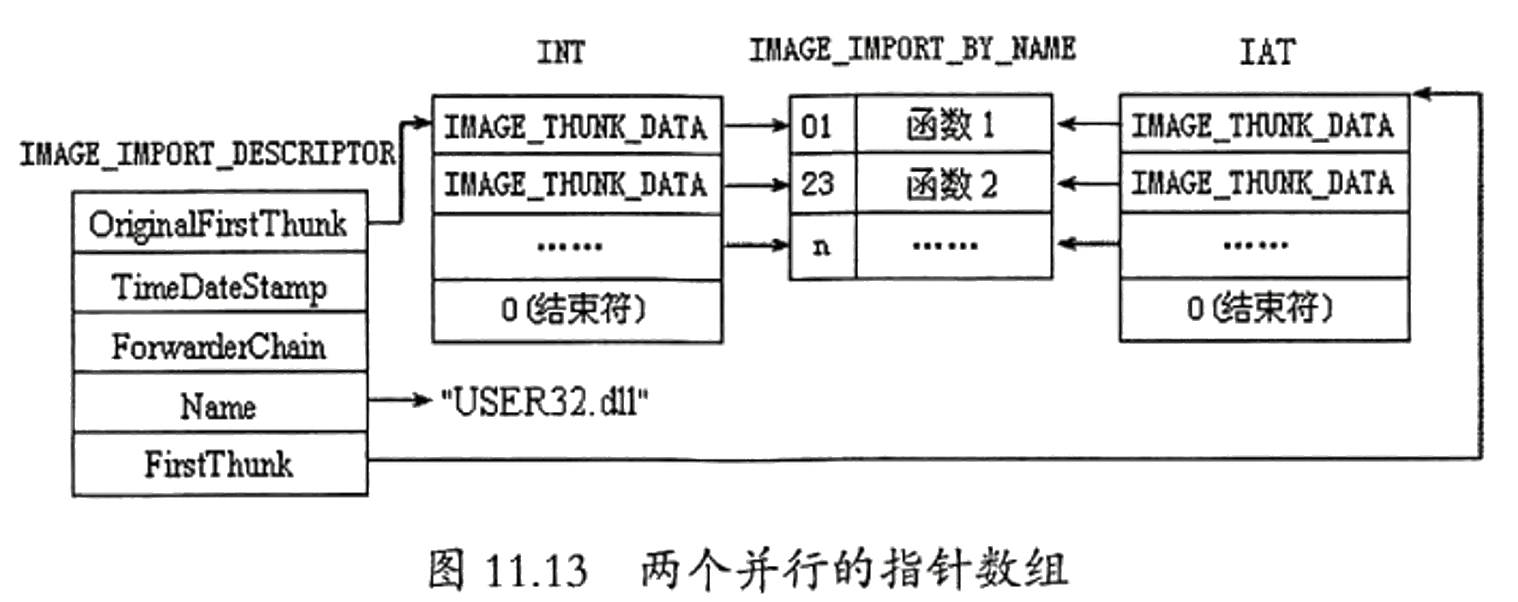 INT
IMAGE_IMPORT_BY_NAME
IAT
IMAGE_IMPORT_DESCRIPTOR
OriginalFirstThunk
TimeDateStamp
ForwarderChain
Name
FirstThunk
IMAGE_THUNK_DATA
IMAGE_THUNK_DATA
……
0(结束符)
"USER32.dll"
01 函数1
23 函数2
n ……
IMAGE_THUNK_DATA
IMAGE_THUNK_DATA
……
0(结束符)
图 11.13 两个并行的指针数组